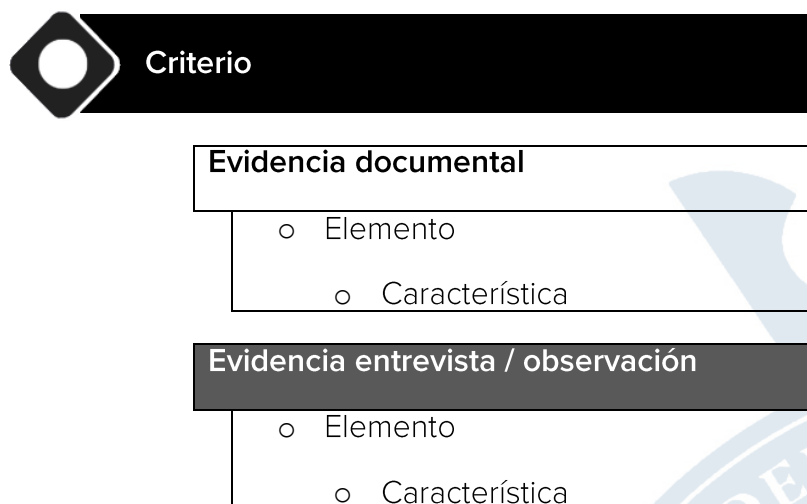 Criterio
Evidencia documental
o Elemento
o Característica
Evidencia entrevista / observación
o Elemento
o Característica